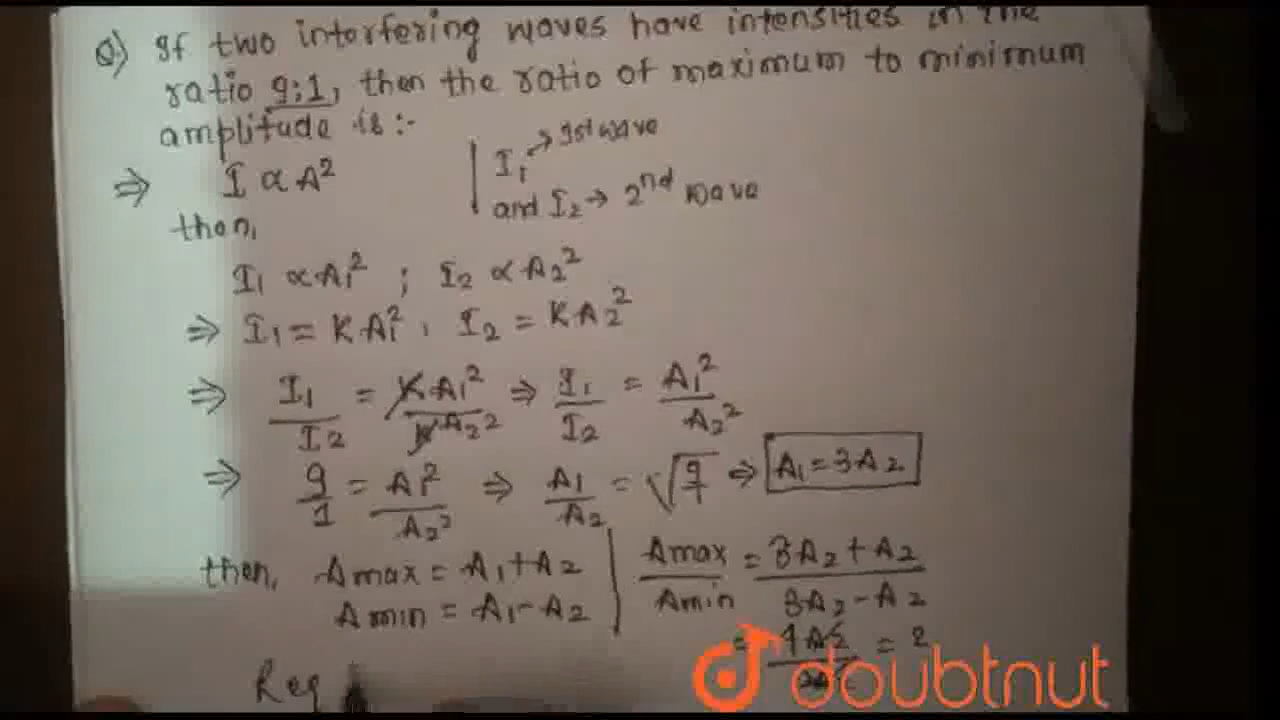 Q) If two interfering waves have intensities in the
ratio 9:1, then the ratio of maximum to minimum
amplitude is :-
⇒ I ∝ A² | I₁ → 1st wave
and I₂ → 2nd wave
then,
I₁ ∝ A₁² ; I₂ ∝ A₂²
⇒ I₁ = KA₁² , I₂ = KA₂²
⇒ I₁/I₂ = KA₁²/KA₂² ⇒ I₁/I₂ = A₁²/A₂²
⇒ 9/1 = A₁²/A₂² ⇒ A₁/A₂ = √9/1 ⇒ A₁ = 3A₂
then, Amax = A₁ + A₂
Amin = A₁ - A₂
Amax/Amin = 3A₂ + A₂/3A₂ - A₂
= 4A2/2A2 = 2
Req
doubtnut